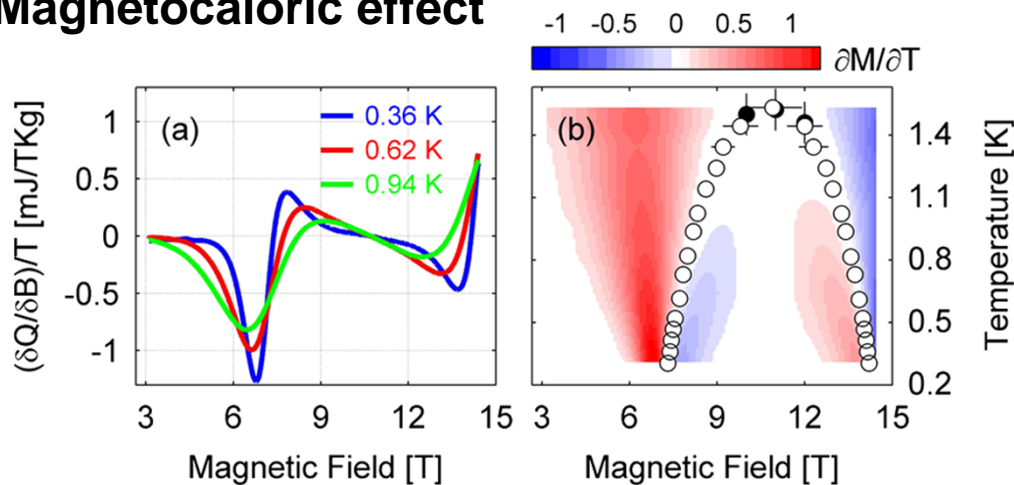 Magnetocaloric effect
-1 -0.5 0 0.5 1
∂M/∂T
(δQ/δB)/T [mJ/TKg]
1
0.5
0
-0.5
-1
(a)
0.36 K
0.62 K
0.94 K
3 6 9 12 15
Magnetic Field [T]
(b)
1.4
1.1
0.8
0.5
0.2
Temperature [K]
3 6 9 12 15
Magnetic Field [T]